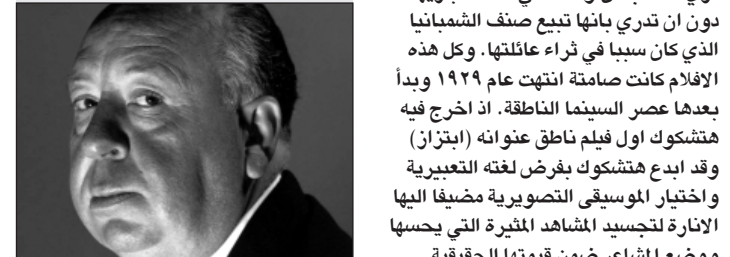 دون ان تدري بانها تبيع صنف الشمبانيا
الذي كان سببا في ثراء عائلتها. وكل هذه
الافلام كانت صامتة انتهت عام ١٩٢٩ وبدأ
بعدها عصر السينما الناطقة. اذ اخرج فيه
هتشكوك اول فيلم ناطق عنوانه (ابتزاز)
وقد ابدع هتشكوك بفرض لغته التعبيرية
واختيار الموسيقى التصويرية مضيفا اليها
الانارة لتجسيد المشاهد المثيرة التي يحسها